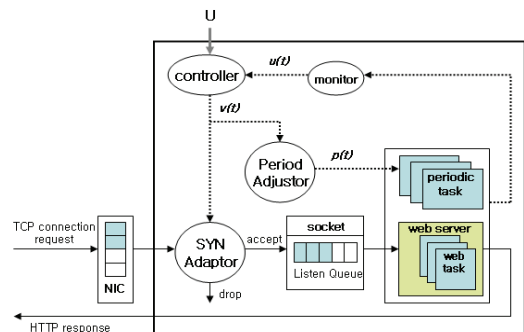 U
controller
u(t)
monitor
v(t)
Period
Adjustor
p(t)
periodic
task
TCP connection
request
NIC
SYN
Adaptor
accept
drop
socket
Listen Queue
web server
web
task
HTTP response